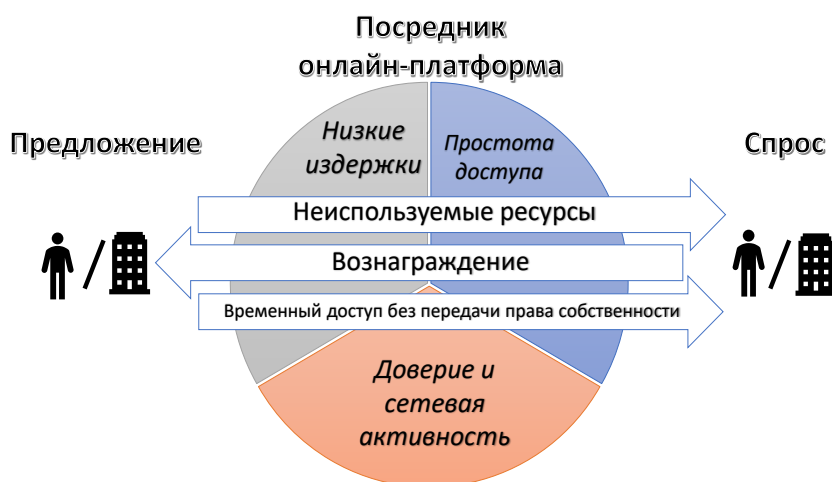 Посредник
онлайн-платформа
Предложение
Спрос
Низкие
издержки
Простота
доступа
Неиспользуемые ресурсы
/
/
Вознаграждение
Временный доступ без передачи права собственности
Доверие и
сетевая
активность